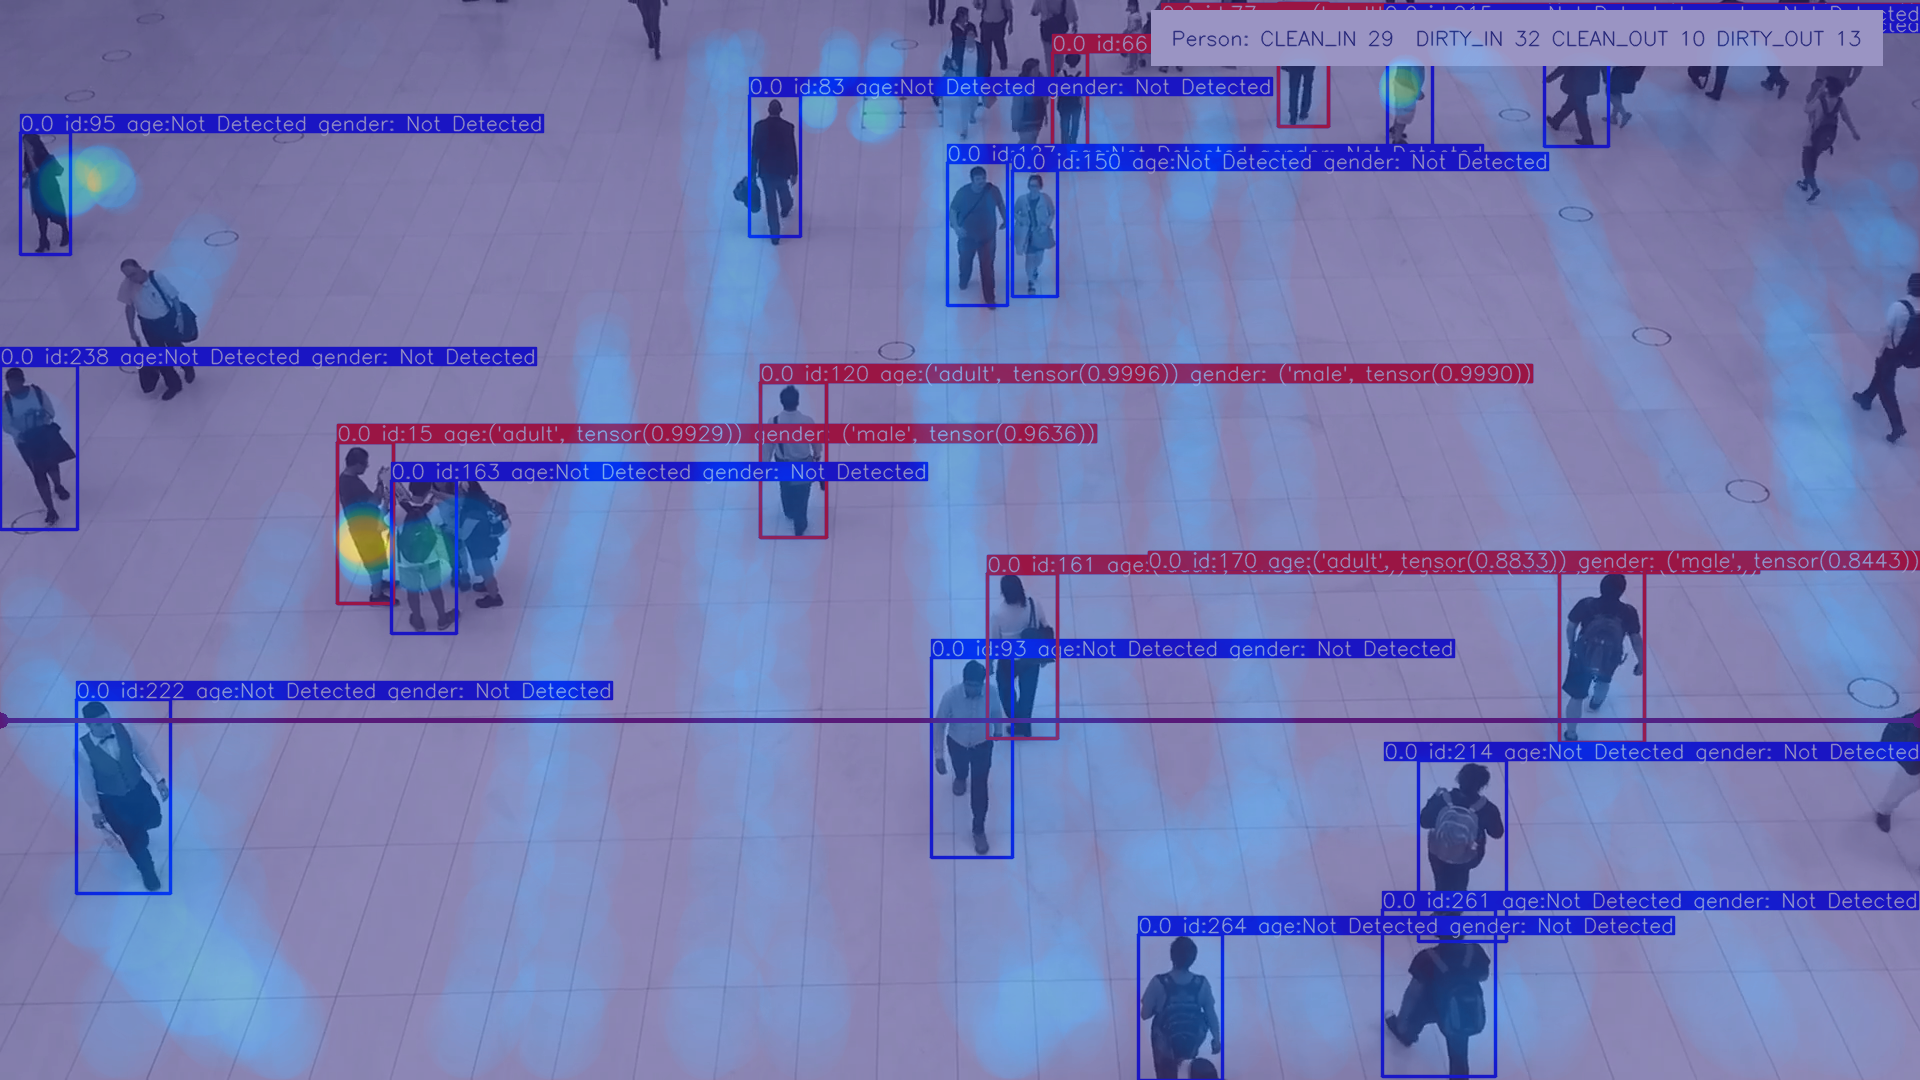 Person: CLEAN_IN 29 DIRTY_IN 32 CLEAN_OUT 10 DIRTY_OUT 13
0.0 id:66
0.0 id:83 age:Not Detected gender: Not Detected
0.0 id:95 age:Not Detected gender: Not Detected
0.0 age:Not Detected gender: Not Detected
0.0 id:150 age:Not Detected gender: Not Detected
0.0 id:238 age:Not Detected gender: Not Detected
0.0 id:120 age:('adult', tensor(0.9996)) gender: ('male', tensor(0.9990))
0.0 id:15 age:('adult', tensor(0.9929)) gender: ('male', tensor(0.9636))
0.0 id:163 age:Not Detected gender: Not Detected
0.0 id:161 age:
0.0 id:170 age:('adult', tensor(0.8833)) gender: ('male', tensor(0.8443))
0.0 id:93 age:Not Detected gender: Not Detected
0.0 id:222 age:Not Detected gender: Not Detected
0.0 id:214 age:Not Detected gender: Not Detected
0.0 id:261 age:Not Detected gender: Not Detected
0.0 id:264 age:Not Detected gender: Not Detected